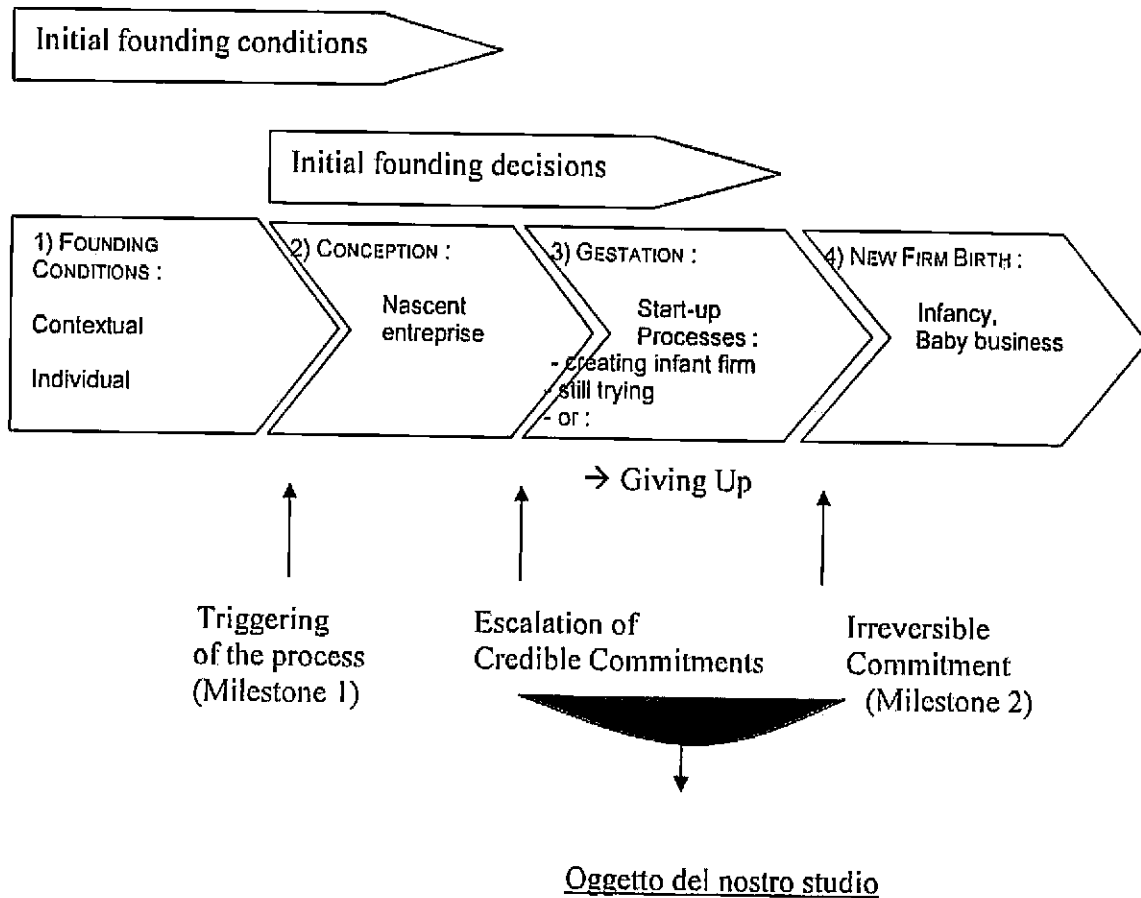 Initial founding conditions
Initial founding decisions
1) FOUNDING
CONDITIONS :
Contextual
Individual
2) CONCEPTION :
Nascent
entreprise
3) GESTATION :
Start-up
Processes :
- creating infant firm
- still trying
- or :
4) NEW FIRM BIRTH :
Infancy,
Baby business
→ Giving Up
Triggering
of the process
(Milestone 1)
Escalation of
Credible Commitments
Irreversible
Commitment
(Milestone 2)
Oggetto del nostro studio